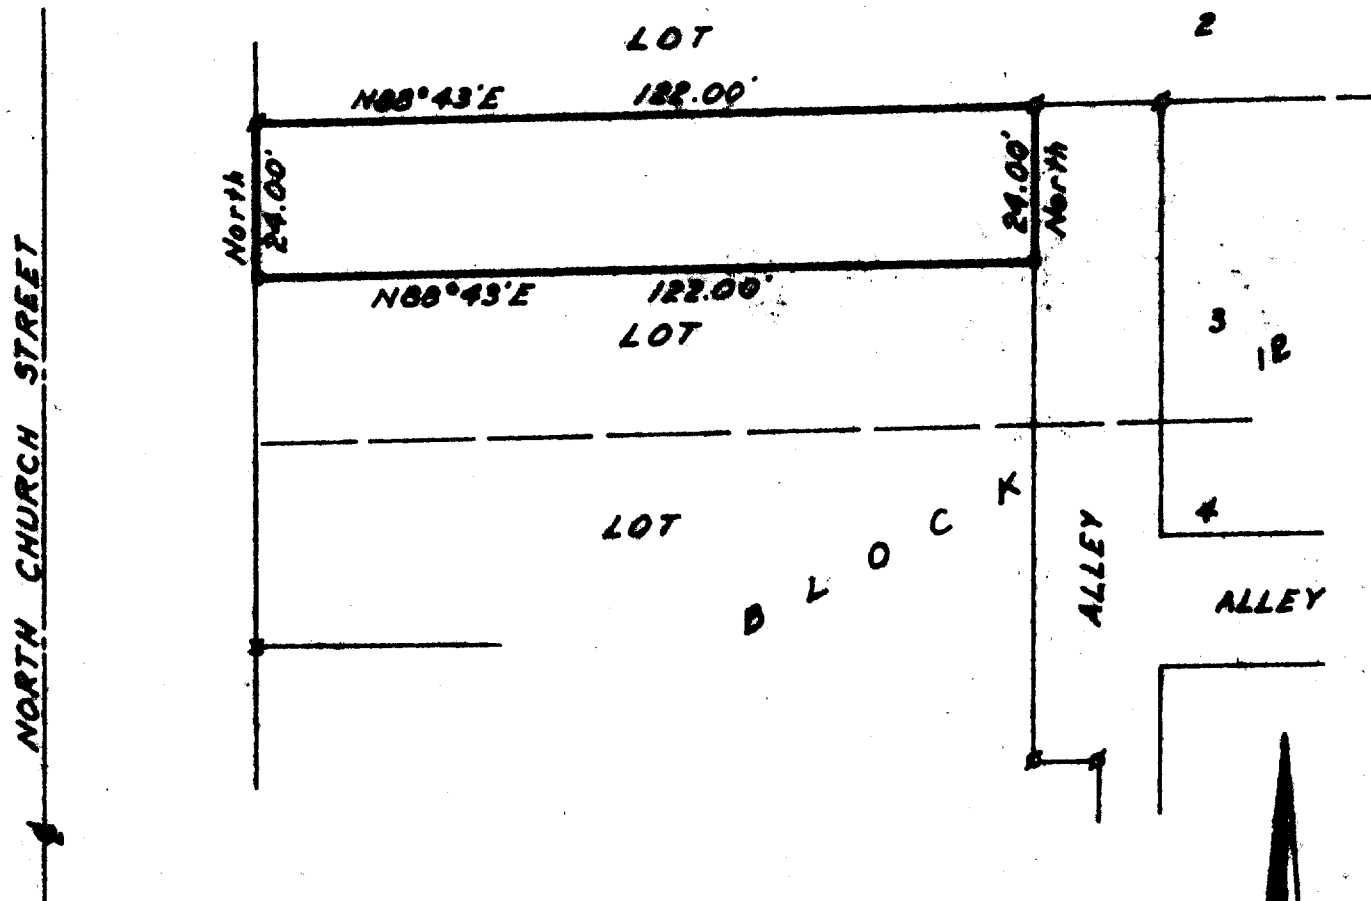 LOT 2
N88°43'E 122.00'
North 24.00'
24.00' North
N88°43'E 122.00'
LOT 3
12
LOT 4
BLOCK
ALLEY
ALLEY
NORTH CHURCH STREET
℄